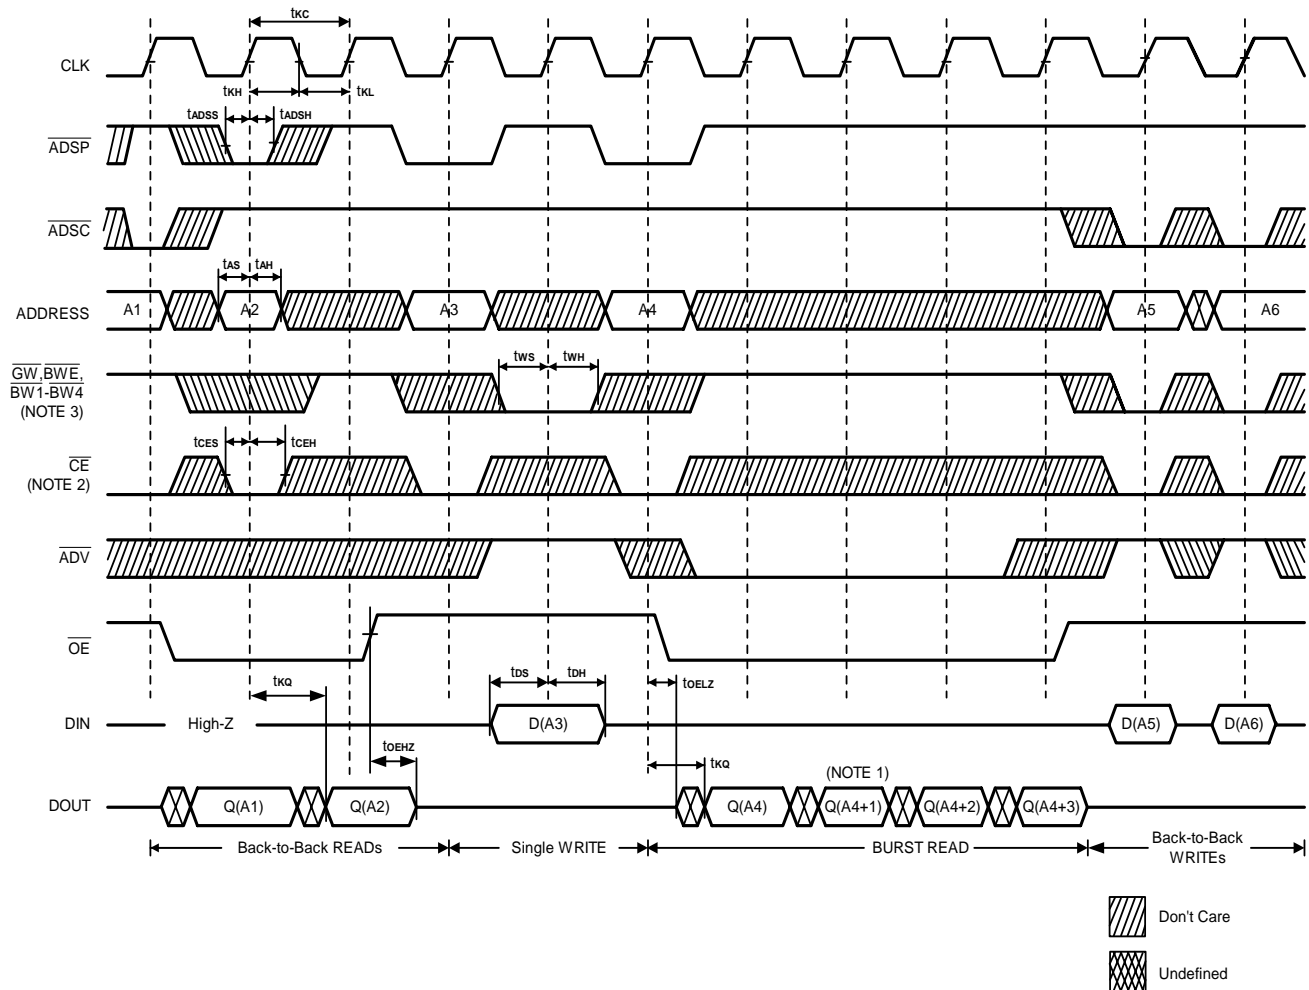 tKC
CLK
tKH
tKL
tADSS
tADSH
ADSP
ADSC
tAS
tAH
ADDRESS
A1
A2
A3
A4
A5
A6
GW,BWE,
BW1-BW4
(NOTE 3)
tWS
tWH
tCES
tCEH
CE
(NOTE 2)
ADV
OE
tKQ
tDS
tDH
tOELZ
DIN
High-Z
D(A3)
D(A5)
D(A6)
tOEHZ
tKQ
(NOTE 1)
DOUT
Q(A1)
Q(A2)
Q(A4)
Q(A4+1)
Q(A4+2)
Q(A4+3)
Back-to-Back READs
Single WRITE
BURST READ
Back-to-Back
WRITEs
Don't Care
Undefined